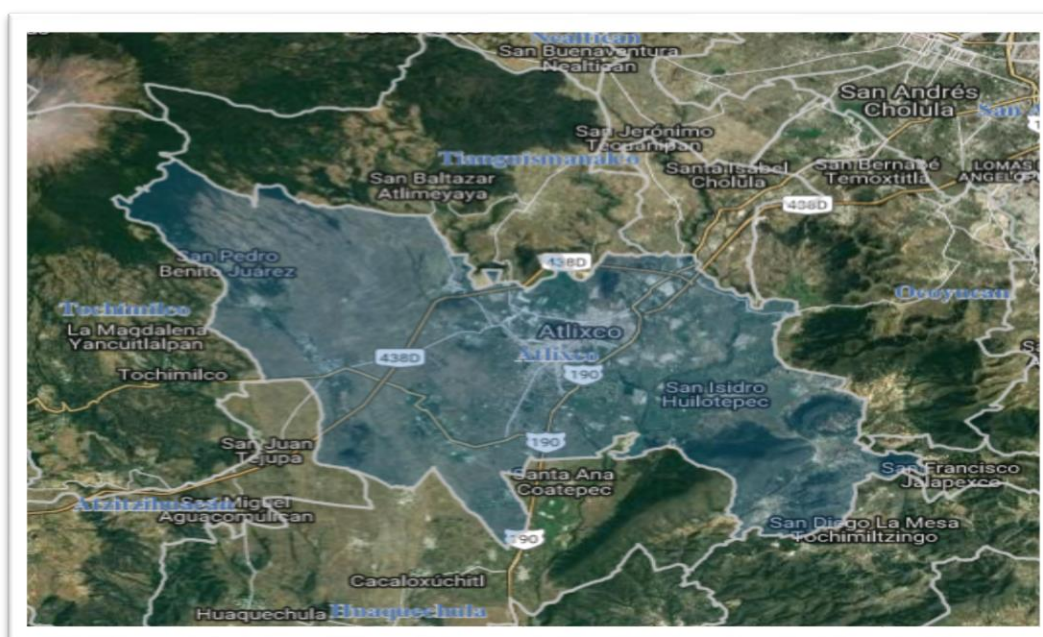 Nealtican
San Buenaventura
Nealtican
San Andrés
Cholula
San A
San Jerónimo
Tecuanipan
Tianguismanalco
Santa Isabel
Cholula
San Bernabé
Temoxtitla
LOMAS
ANGELÓP
San Baltazar
Atlimeyaya
438D
San Pedro
Benito Juárez
438D
Ocoyucan
Tochimilco
La Magdalena
Yancuitlalpan
Atlixco
Atlixco
438D
190
Tochimilco
San Isidro
Huilotepec
190
San Juan
Tejupa
Santa Ana
Coatepec
San Francisco
Jalapexco
Atzitzihuacán
San Miguel
Aguacomulican
San Diego La Mesa
Tochimiltzingo
190
Cacaloxúchitl
Huaquechula
Huaquechula